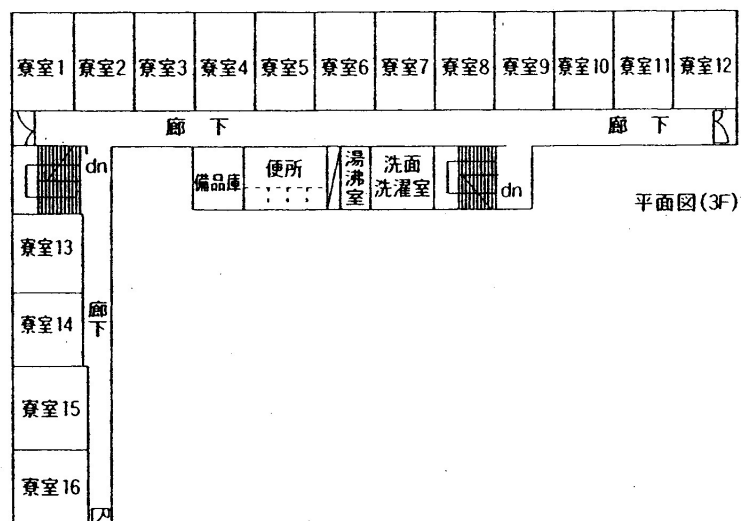 寮室1 寮室2 寮室3 寮室4 寮室5 寮室6 寮室7 寮室8 寮室9 寮室10 寮室11 寮室12
廊 下 廊 下
dn
備品庫
便所
湯沸室
洗面
洗濯室
dn
平面図(3F)
寮室13
廊下
寮室14
寮室15
寮室16